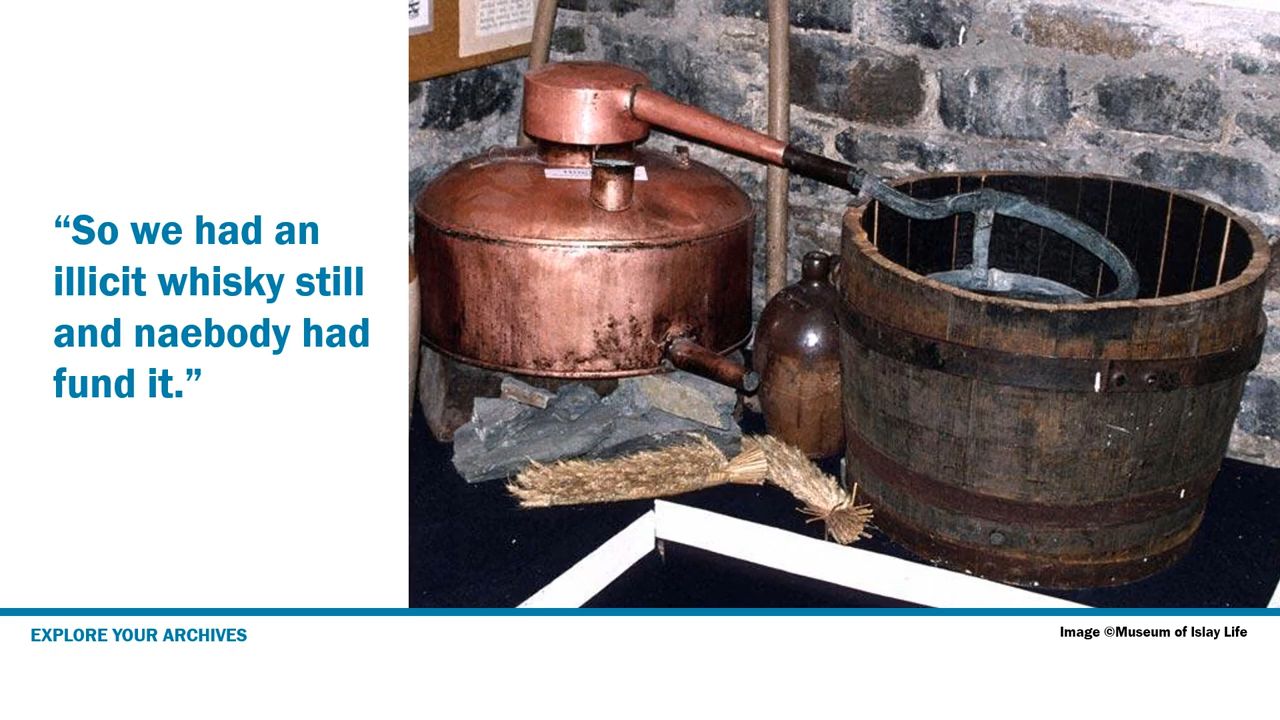 “So we had an
illicit whisky still
and naebody had
fund it.”
EXPLORE YOUR ARCHIVES
Image ©Museum of Islay Life